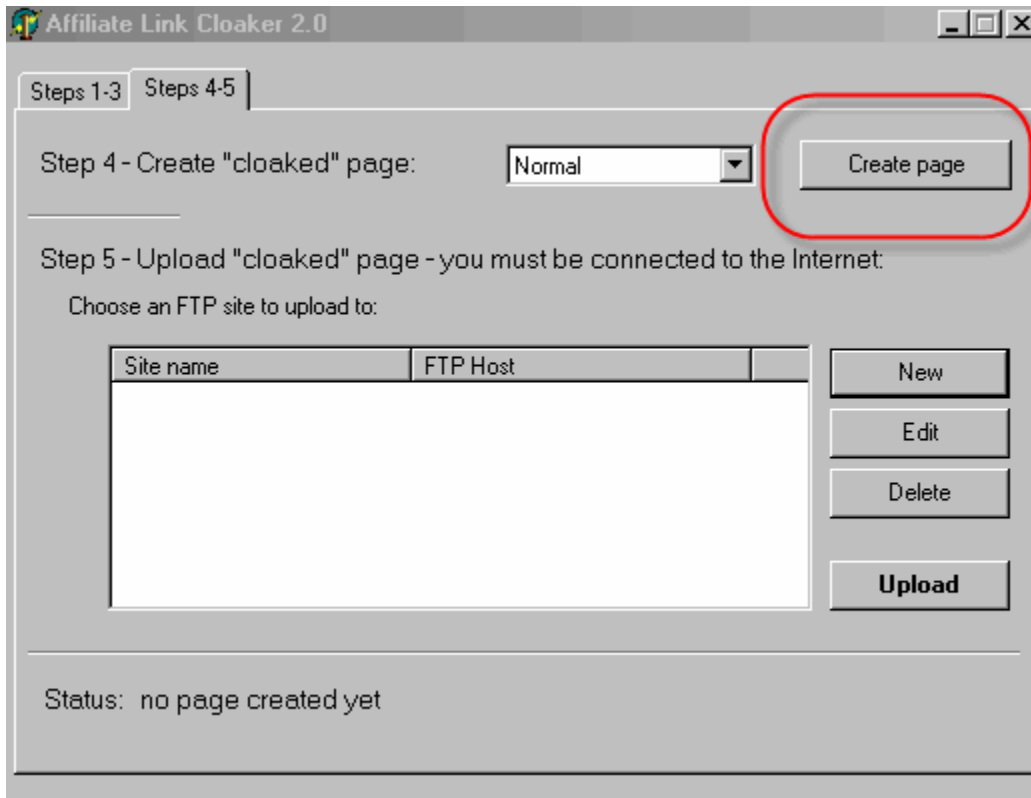 Affiliate Link Cloaker 2.0
Steps 1-3 Steps 4-5
Step 4 - Create "cloaked" page: Normal Create page
Step 5 - Upload "cloaked" page - you must be connected to the Internet:
Choose an FTP site to upload to:
Site name FTP Host New
Edit
Delete
Upload
Status: no page created yet